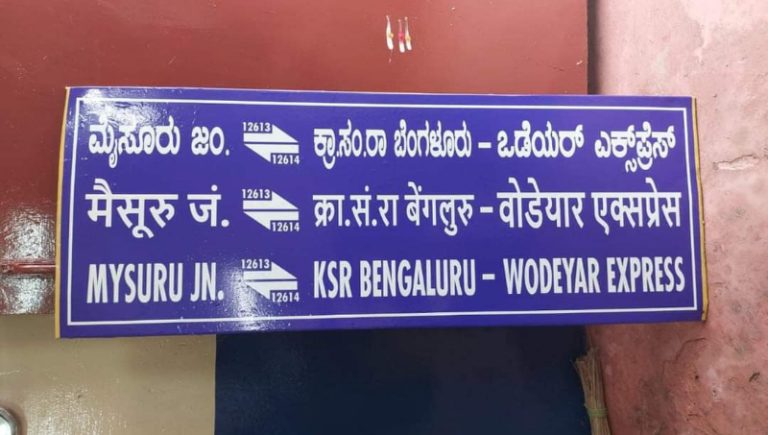 ಮೈಸೂರು ಜಂ. 12613 12614 ಕ್ರಾ.ಸಂ.ರಾ ಬೆಂಗಳೂರು – ಒಡೆಯರ್ ಎಕ್ಸ್‌ಪ್ರೆಸ್
मैसूरु जं. 12613 12614 क्रा.सं.रा बेंगलुरु – वोडेयार एक्सप्रेस
MYSURU JN. 12613 12614 KSR BENGALURU – WODEYAR EXPRESS